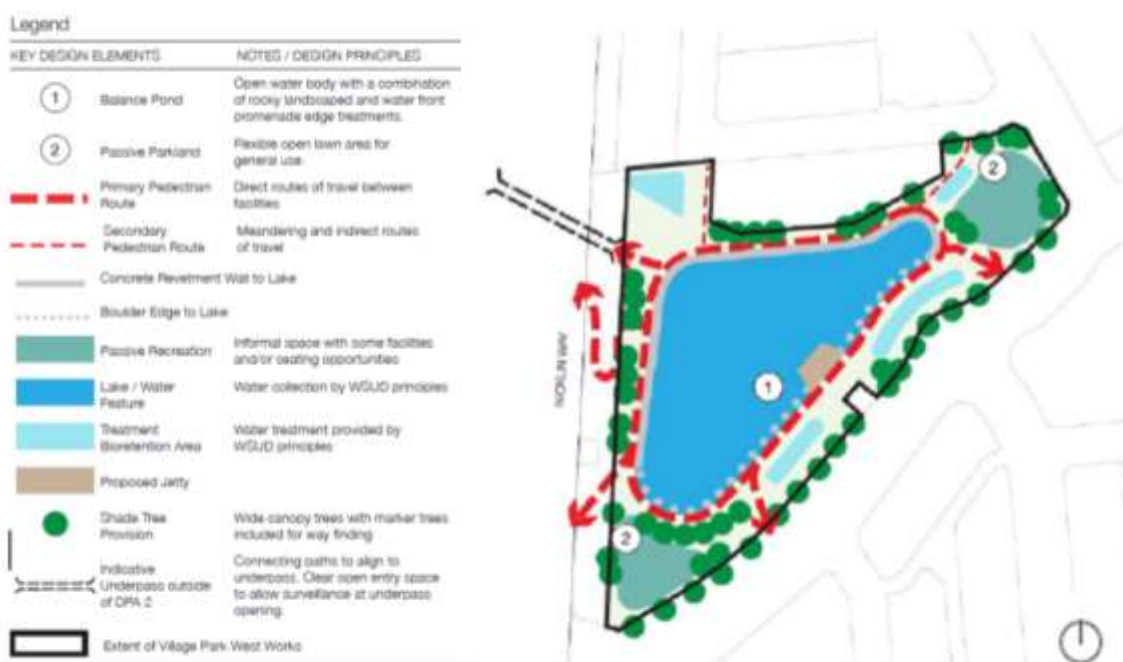 Legend
KEY DESIGN ELEMENTS NOTES / DESIGN PRINCIPLES
1 Balance Pond
Open water body with a combination
of rocky landscaped and water front
promenade edge treatments.
2 Passive Parkland
Flexible open lawn area for
general use
Primary Pedestrian
Route
Direct routes of travel between
facilities.
Secondary
Pedestrian Route
Meandering and indirect routes
of travel
Concrete Revetment Wall to Lake
Boulder Edge to Lake
Passive Recreation
Informal space with some facilities
and/or seating opportunities
Lake / Water
Feature
Water collection by WSUD principles
Treatment
Bioretention Area
Water treatment provided by
WSUD principles
Proposed Jetty
Shade Tree
Provision
Wide canopy trees with marker trees
included for way finding
Indicative
Underpass outside
of DPA 2
Connecting paths to align to
underpass. Clear open entry space
to allow surveillance at underpass
opening.
Extent of Village Park West Works
2
NICKLIN WAY
1
2